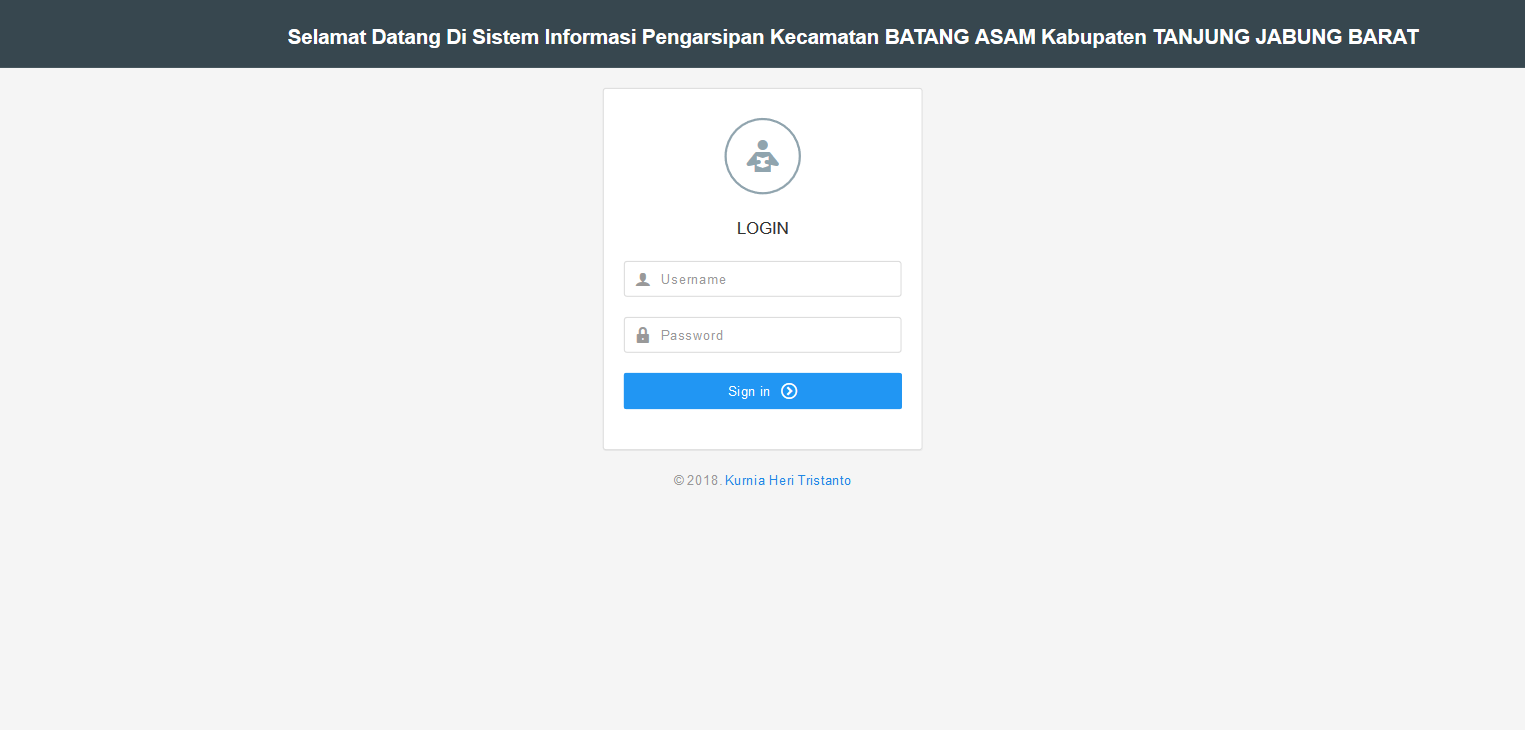 Selamat Datang Di Sistem Informasi Pengarsipan Kecamatan BATANG ASAM Kabupaten TANJUNG JABUNG BARAT
LOGIN
Username
Password
Sign in
© 2018. Kurnia Heri Tristanto